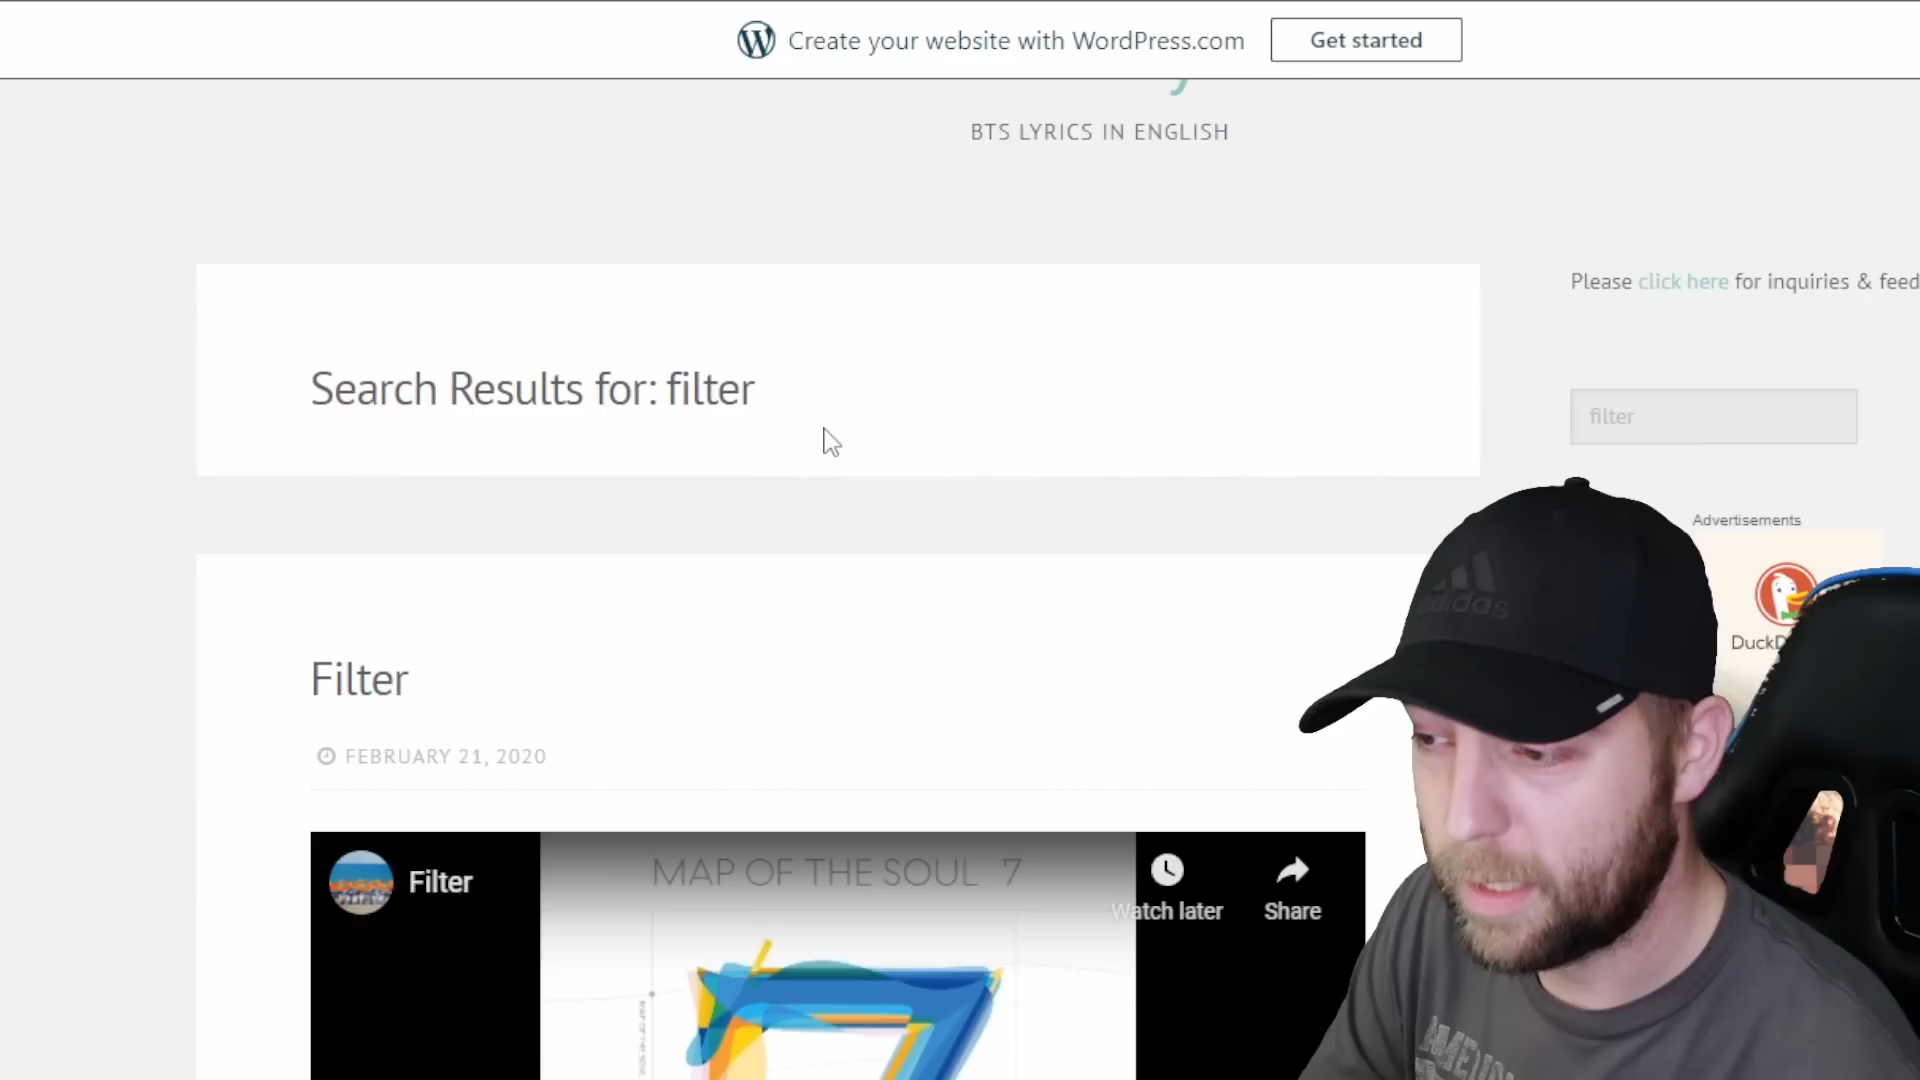 Create your website with WordPress.com
Get started
BTS LYRICS IN ENGLISH
Please click here for inquiries & feed
Search Results for: filter
filter
Advertisements
adidas
Filter
FEBRUARY 21, 2020
Filter
MAP OF THE SOUL 7
Watch later
Share